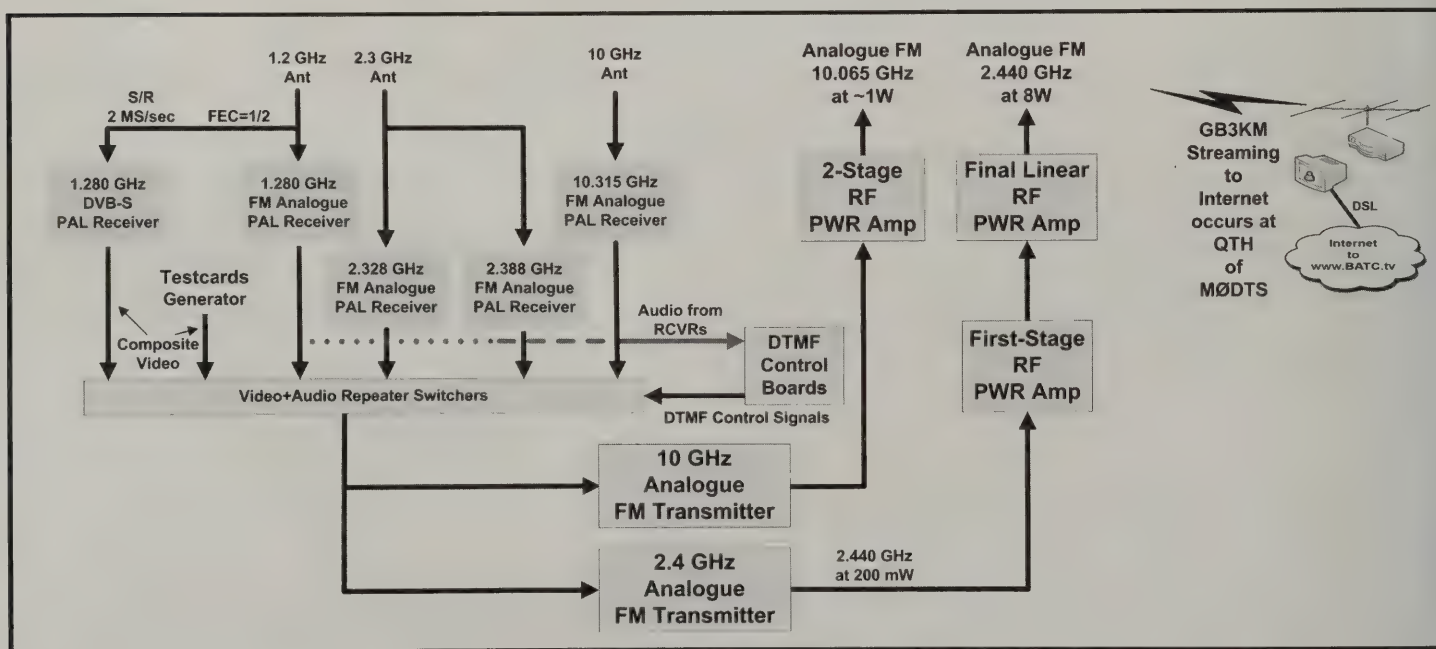 1.2 GHz
Ant
2.3 GHz
Ant
10 GHz
Ant
Analogue FM
10.065 GHz
at ~1W
Analogue FM
2.440 GHz
at 8W
S/R
2 MS/sec
FEC=1/2
1.280 GHz
DVB-S
PAL Receiver
1.280 GHz
FM Analogue
PAL Receiver
10.315 GHz
FM Analogue
PAL Receiver
2-Stage
RF
PWR Amp
Final Linear
RF
PWR Amp
GB3KM
Streaming
to
Internet
occurs at
QTH
of
MØDTS
DSL
Internet
to
www.BATC.tv
Testcards
Generator
2.328 GHz
FM Analogue
PAL Receiver
2.388 GHz
FM Analogue
PAL Receiver
Composite
Video
Audio from
RCVRs
DTMF
Control
Boards
First-Stage
RF
PWR Amp
Video+Audio Repeater Switchers
DTMF Control Signals
10 GHz
Analogue
FM Transmitter
2.4 GHz
Analogue
FM Transmitter
2.440 GHz
at 200 mW